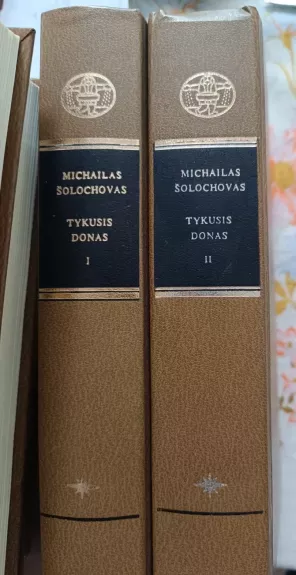 MICHAILAS
ŠOLOCHOVAS
TYKUSIS
DONAS
I
MICHAILAS
ŠOLOCHOVAS
TYKUSIS
DONAS
II